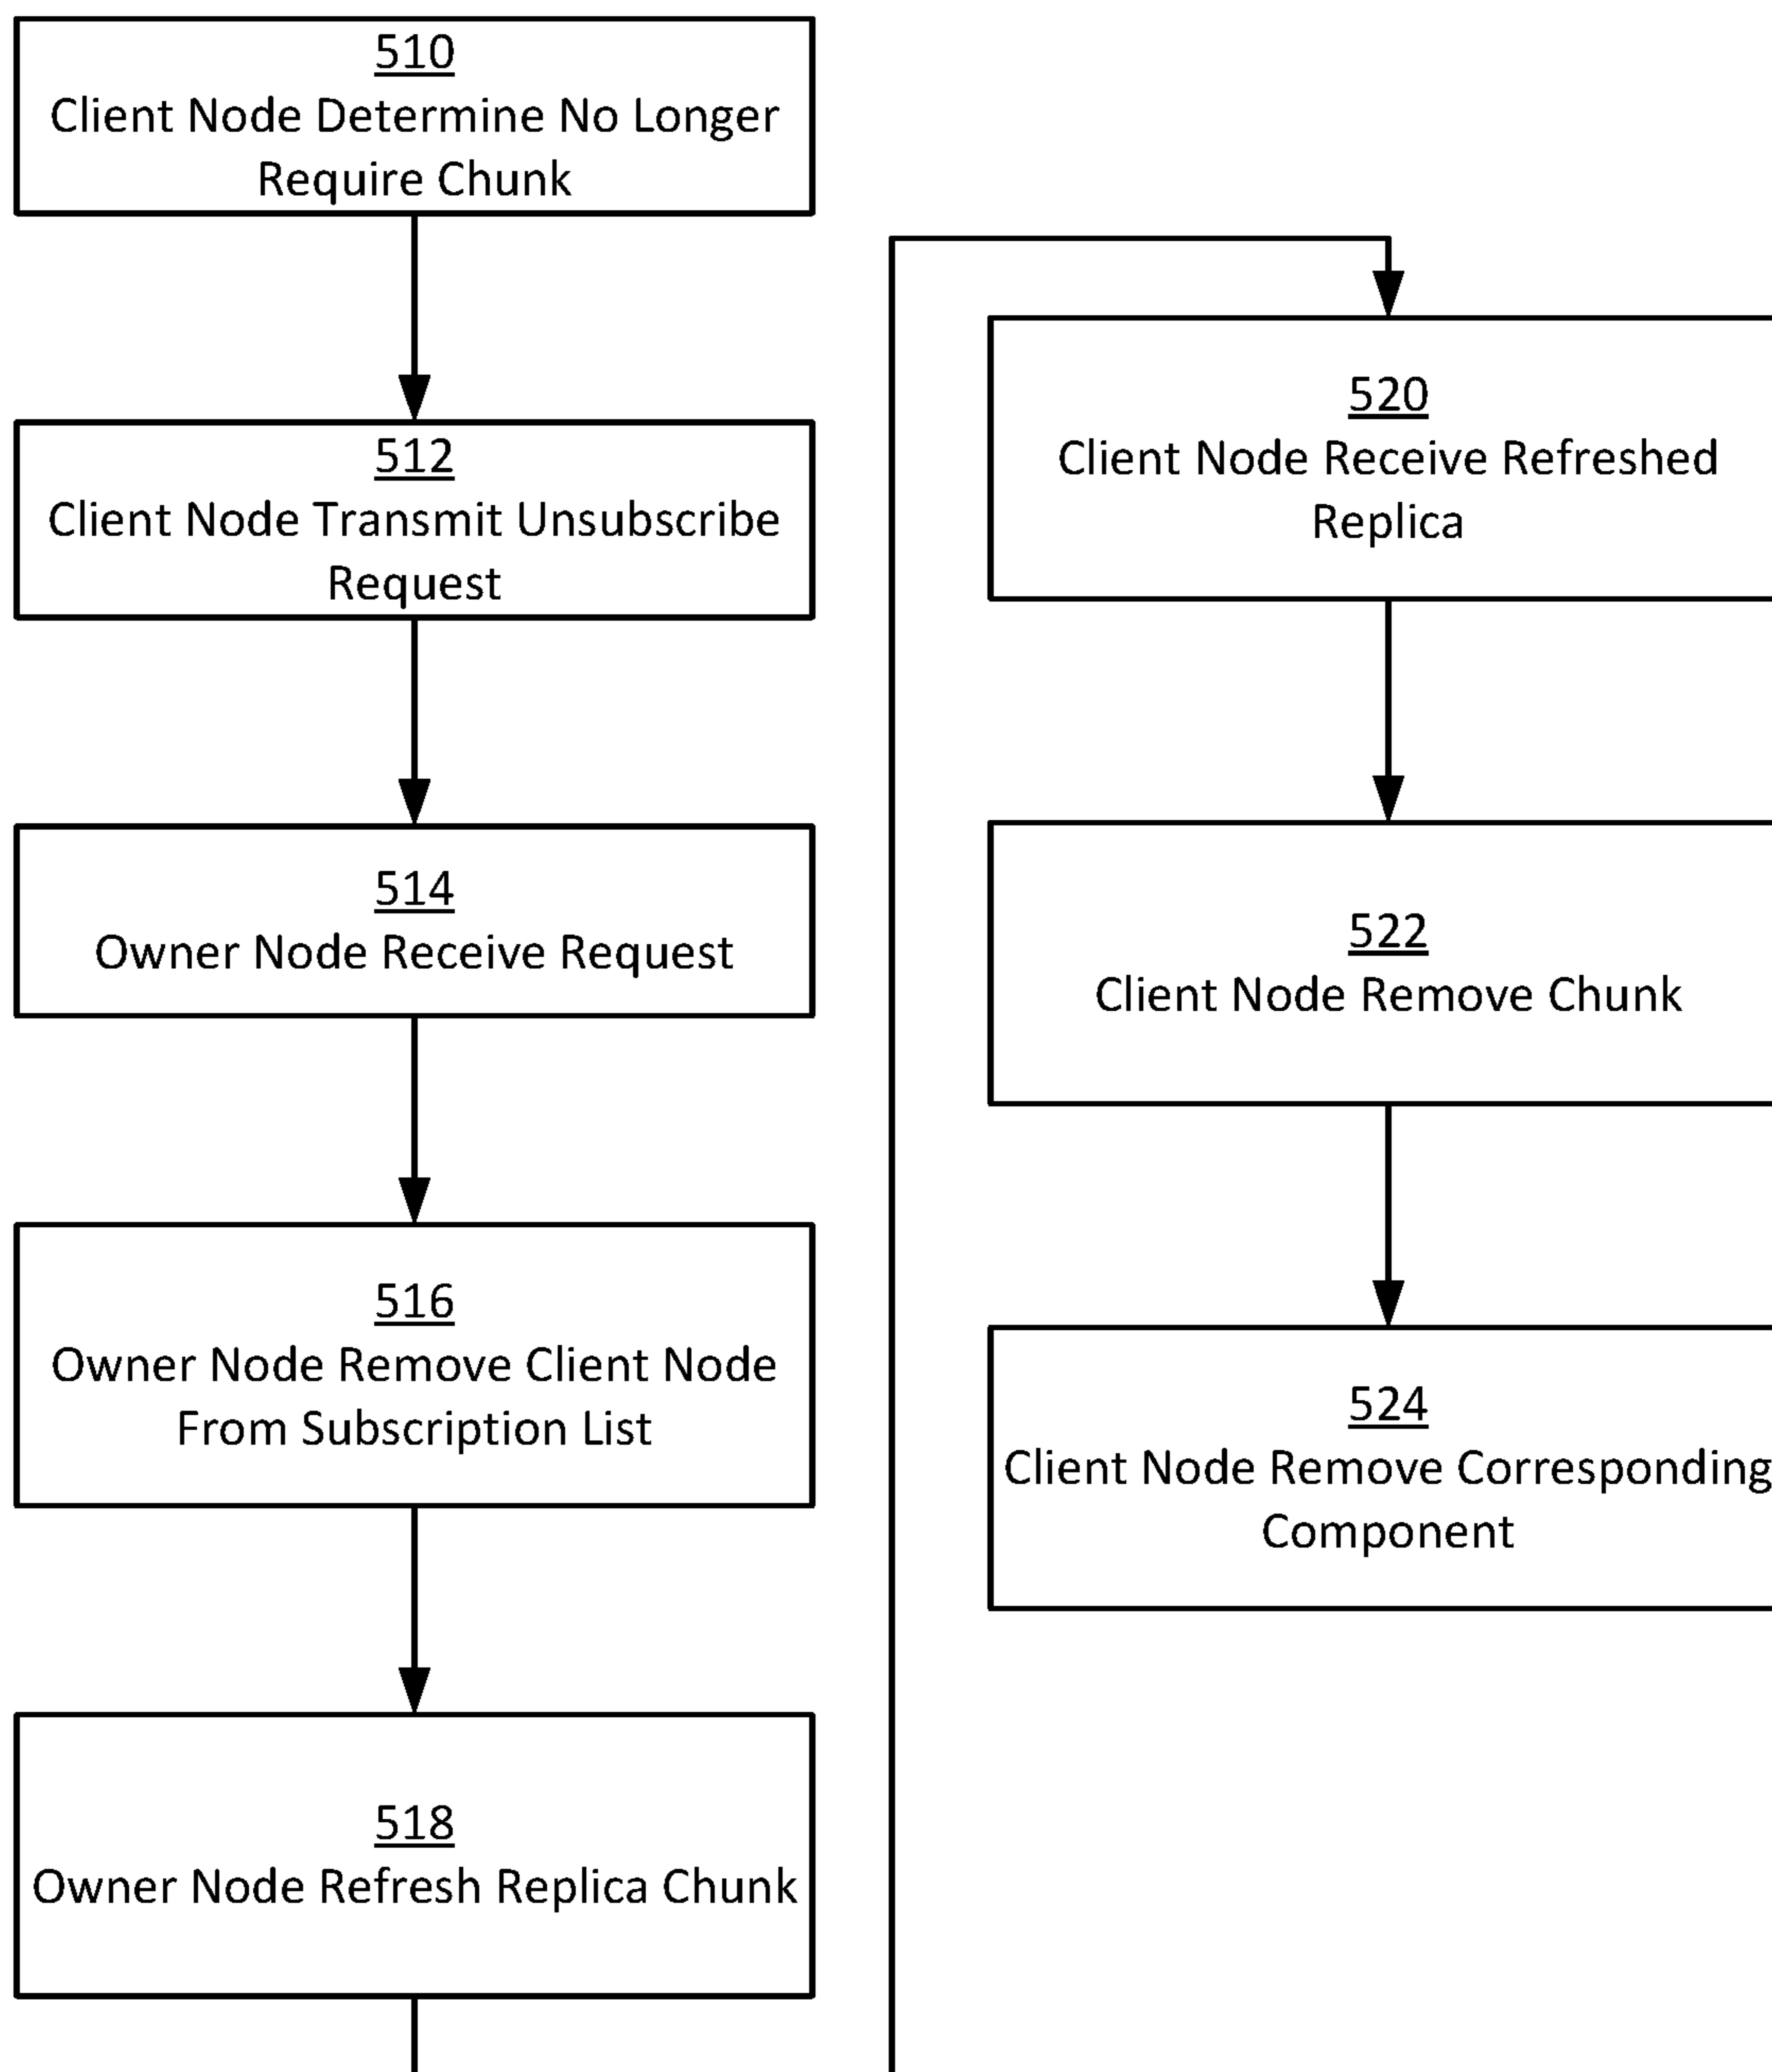 510
Client Node Determine No Longer
Require Chunk
512
Client Node Transmit Unsubscribe
Request
514
Owner Node Receive Request
516
Owner Node Remove Client Node
From Subscription List
518
Owner Node Refresh Replica Chunk
520
Client Node Receive Refreshed
Replica
522
Client Node Remove Chunk
524
Client Node Remove Corresponding
Component